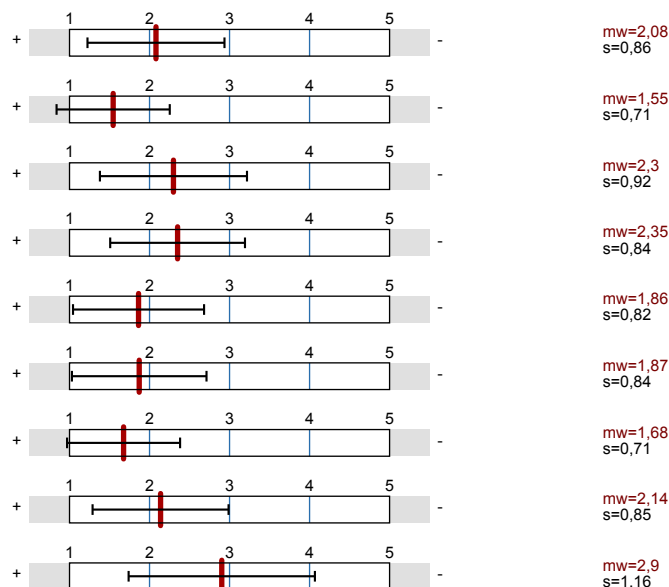 1 2 3 4 5
+ - mw=2,08
s=0,86
1 2 3 4 5
+ - mw=1,55
s=0,71
1 2 3 4 5
+ - mw=2,3
s=0,92
1 2 3 4 5
+ - mw=2,35
s=0,84
1 2 3 4 5
+ - mw=1,86
s=0,82
1 2 3 4 5
+ - mw=1,87
s=0,84
1 2 3 4 5
+ - mw=1,68
s=0,71
1 2 3 4 5
+ - mw=2,14
s=0,85
1 2 3 4 5
+ - mw=2,9
s=1,16